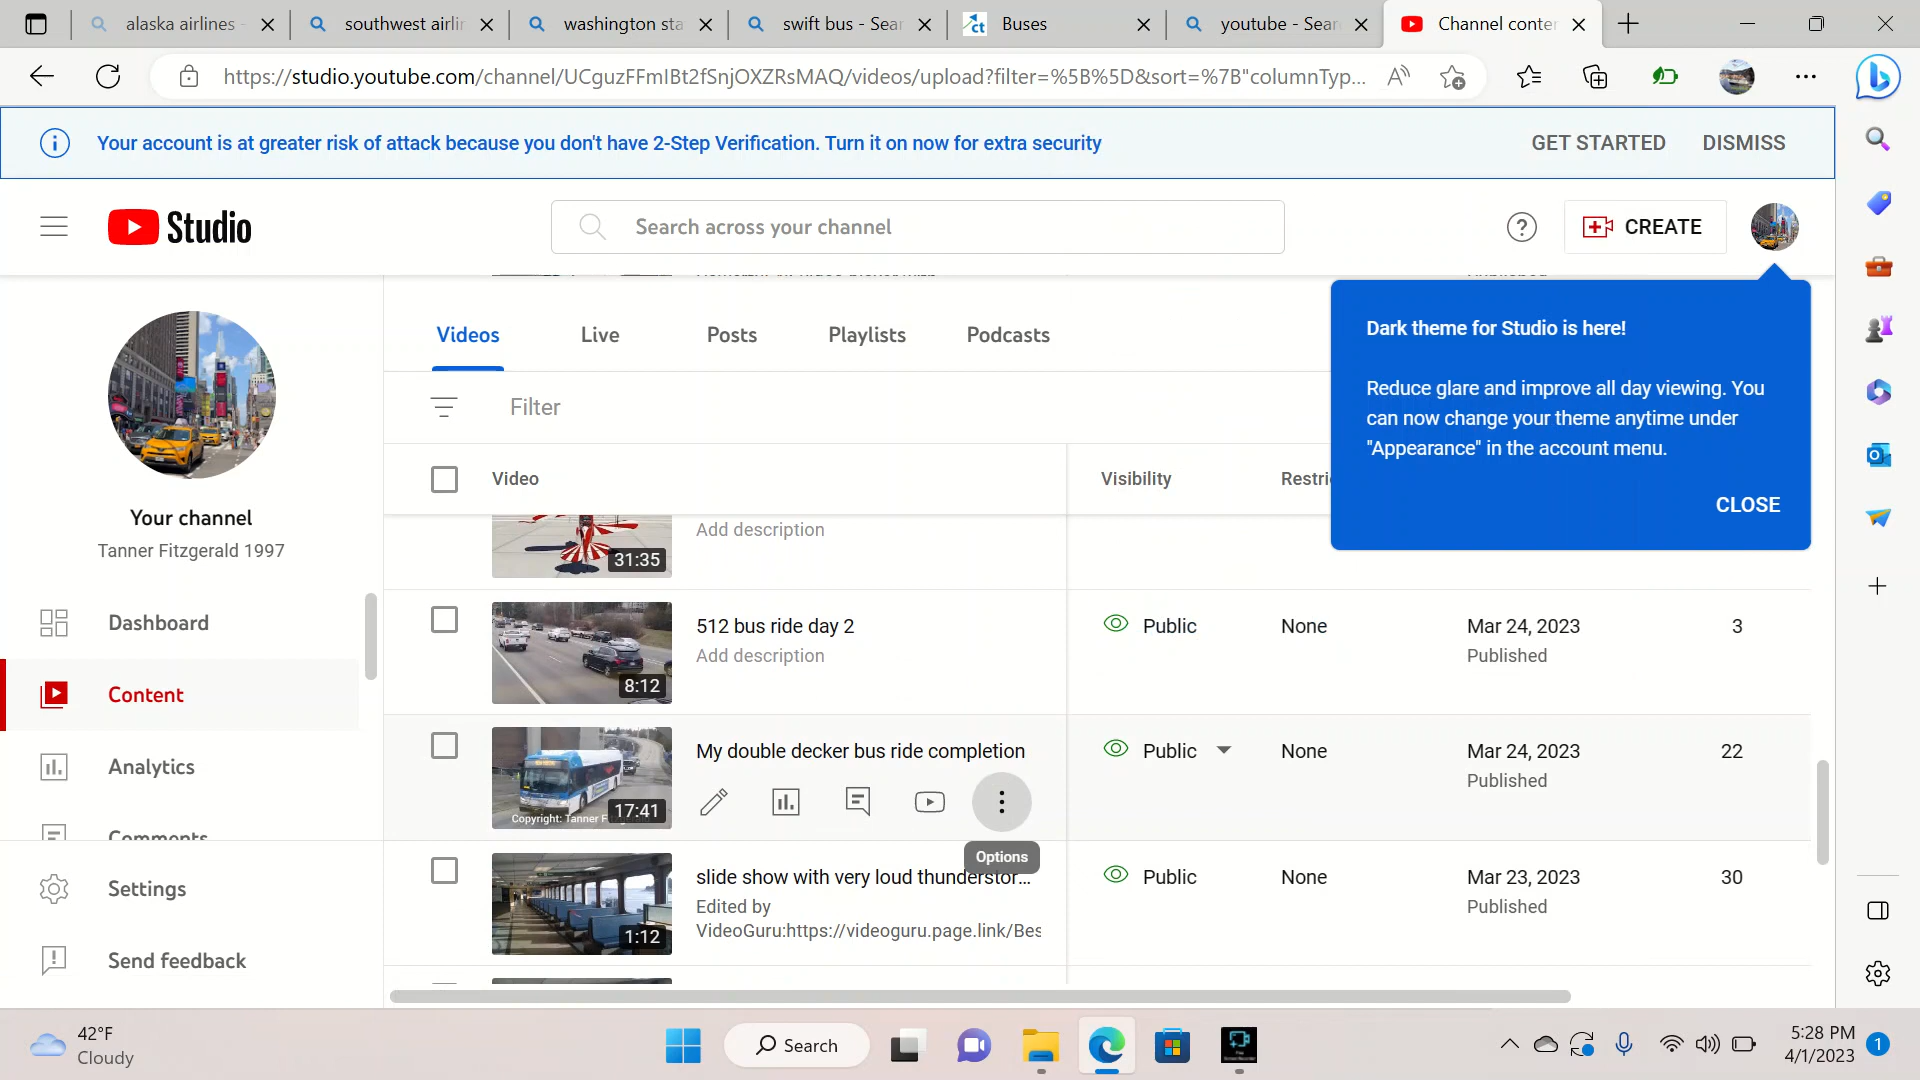 alaska airlines -
southwest airlin
washington sta
swift bus - Sear
ct
Buses
youtube - Sear
Channel conten
https://studio.youtube.com/channel/UCguzFFmIBt2fSnjOXZRsMAQ/videos/upload?filter=%5B%5D&sort=%7B"columnTyp...
Your account is at greater risk of attack because you don't have 2-Step Verification. Turn it on now for extra security
GET STARTED
DISMISS
Studio
Search across your channel
CREATE
Your channel
Tanner Fitzgerald 1997
Dashboard
Content
Analytics
Comments
Settings
Send feedback
Videos
Live
Posts
Playlists
Podcasts
Filter
Video
Visibility
Restri
Dark theme for Studio is here!
Reduce glare and improve all day viewing. You
can now change your theme anytime under
"Appearance" in the account menu.
CLOSE
31:35
Add description
8:12
512 bus ride day 2
Add description
Public
None
Mar 24, 2023
Published
3
17:41
My double decker bus ride completion
Options
Public
None
Mar 24, 2023
Published
22
1:12
slide show with very loud thunderstor...
Edited by
VideoGuru:https://videoguru.page.link/Bes
Public
None
Mar 23, 2023
Published
30
42°F
Cloudy
Search
5:28 PM
4/1/2023
1